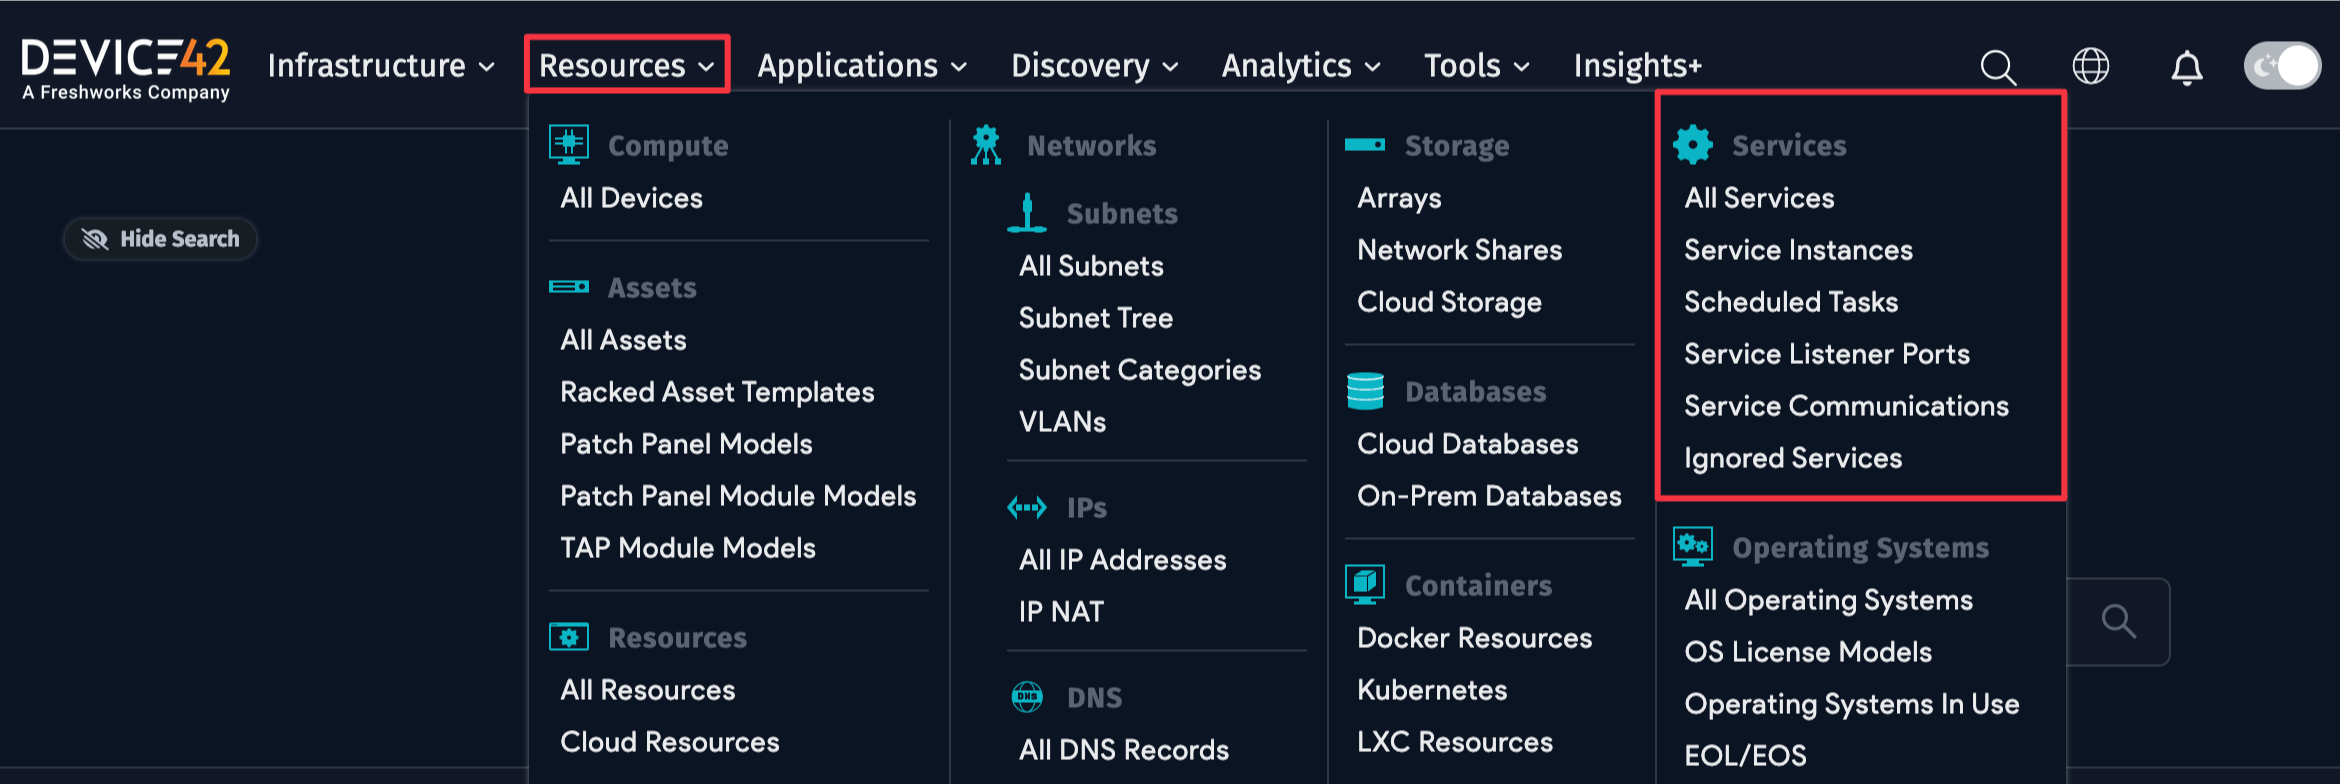 DEVICE42
A Freshworks Company
Infrastructure
Resources
Applications
Discovery
Analytics
Tools
Insights+
Hide Search
Compute
All Devices
Assets
All Assets
Racked Asset Templates
Patch Panel Models
Patch Panel Module Models
TAP Module Models
Resources
All Resources
Cloud Resources
Networks
Subnets
All Subnets
Subnet Tree
Subnet Categories
VLANs
IPs
All IP Addresses
IP NAT
DNS
DNS
All DNS Records
Storage
Arrays
Network Shares
Cloud Storage
Databases
Cloud Databases
On-Prem Databases
Containers
Docker Resources
Kubernetes
LXC Resources
Services
All Services
Service Instances
Scheduled Tasks
Service Listener Ports
Service Communications
Ignored Services
Operating Systems
All Operating Systems
OS License Models
Operating Systems In Use
EOL/EOS